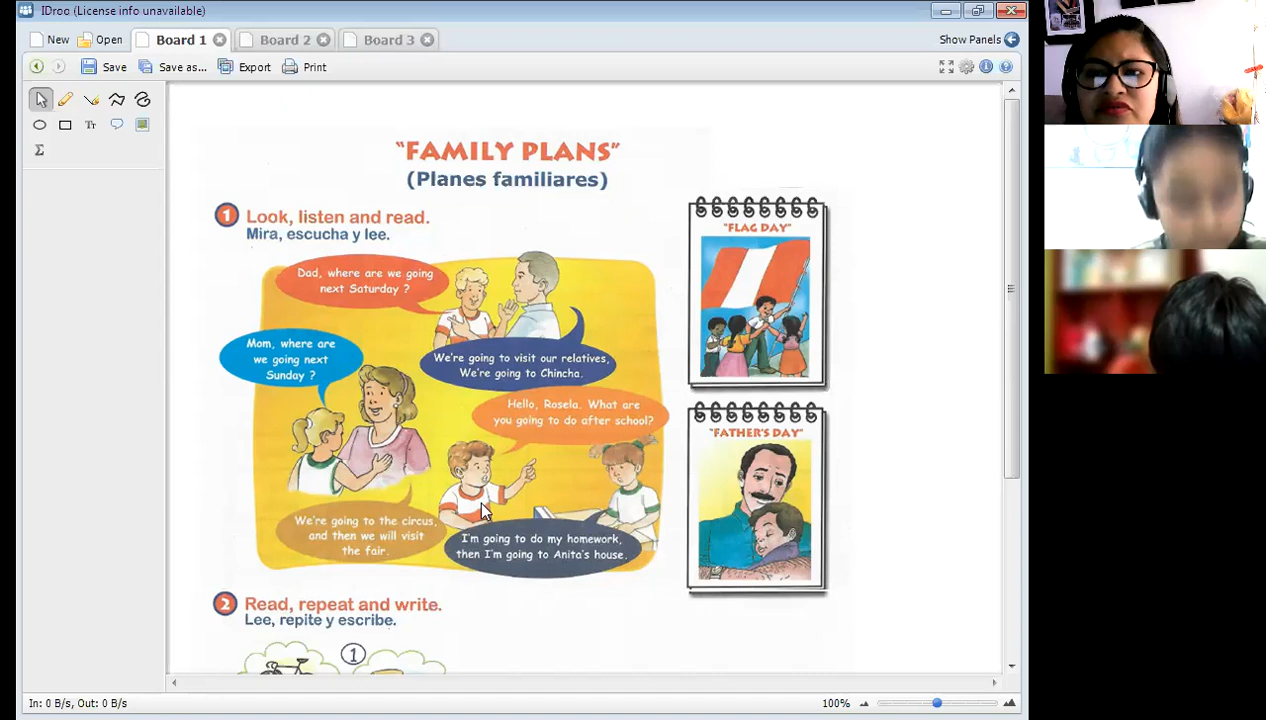 IDroo (License info unavailable)
New Open Board 1 Board 2 Board 3 Show Panels
Save Save as... Export Print
Tr
Σ
"FAMILY PLANS"
(Planes familiares)
1 Look, listen and read.
Mira, escucha y lee.
Dad, where are we going
next Saturday ?
We're going to visit our relatives,
We're going to Chincha.
Mom, where are
we going next
Sunday ?
We're going to the circus,
and then we will visit
the fair.
Hello, Rosela. What are
you going to do after school?
I'm going to do my homework,
then I'm going to Anita's house.
"FLAG DAY"
"FATHER'S DAY"
2 Read, repeat and write.
Lee, repite y escribe.
1
In: 0 B/s, Out: 0 B/s
100%